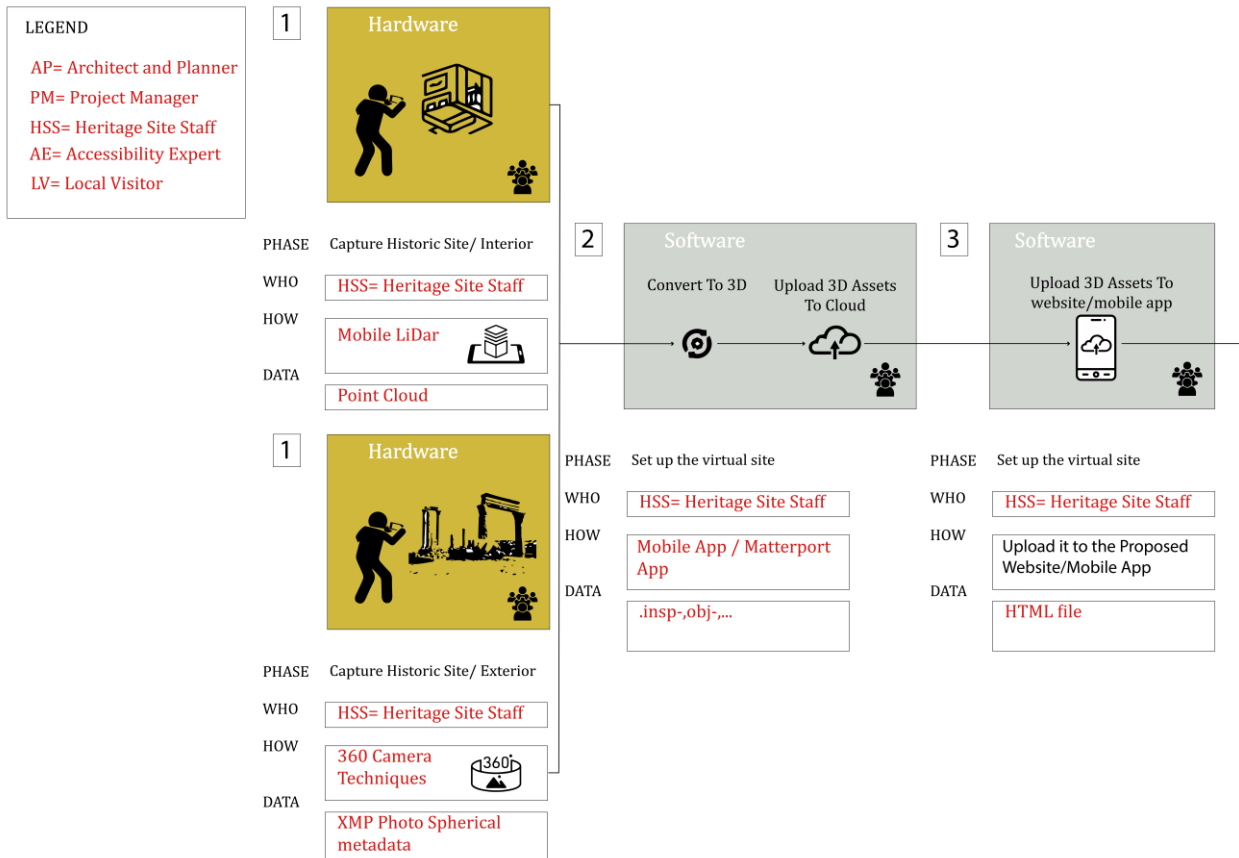 LEGEND
AP= Architect and Planner
PM= Project Manager
HSS= Heritage Site Staff
AE= Accessibility Expert
LV= Local Visitor
1
Hardware
PHASE Capture Historic Site/ Interior
WHO HSS= Heritage Site Staff
HOW Mobile LiDar
DATA Point Cloud
1
Hardware
PHASE Capture Historic Site/ Exterior
WHO HSS= Heritage Site Staff
HOW 360 Camera
Techniques
360°
DATA XMP Photo Spherical
metadata
2
Software
Convert To 3D
Upload 3D Assets
To Cloud
PHASE Set up the virtual site
WHO HSS= Heritage Site Staff
HOW Mobile App / Matterport
App
DATA .insp-,obj-,...
3
Software
Upload 3D Assets To
website/mobile app
PHASE Set up the virtual site
WHO HSS= Heritage Site Staff
HOW Upload it to the Proposed
Website/Mobile App
DATA HTML file